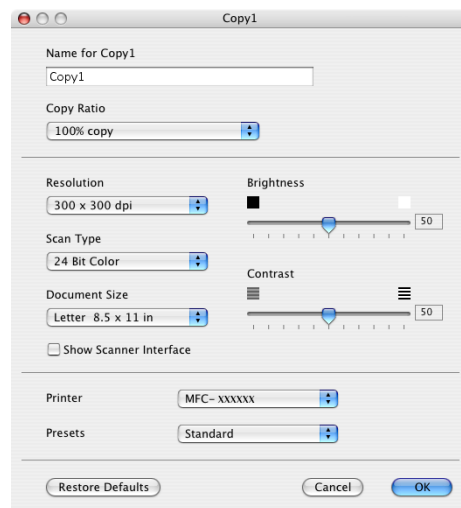 Copy1
Name for Copy1
Copy1
Copy Ratio
100% copy
Resolution
300 x 300 dpi
Brightness
50
Scan Type
24 Bit Color
Contrast
50
Document Size
Letter 8.5 x 11 in
Show Scanner Interface
Printer
MFC- xxxxxx
Presets
Standard
Restore Defaults
Cancel
OK